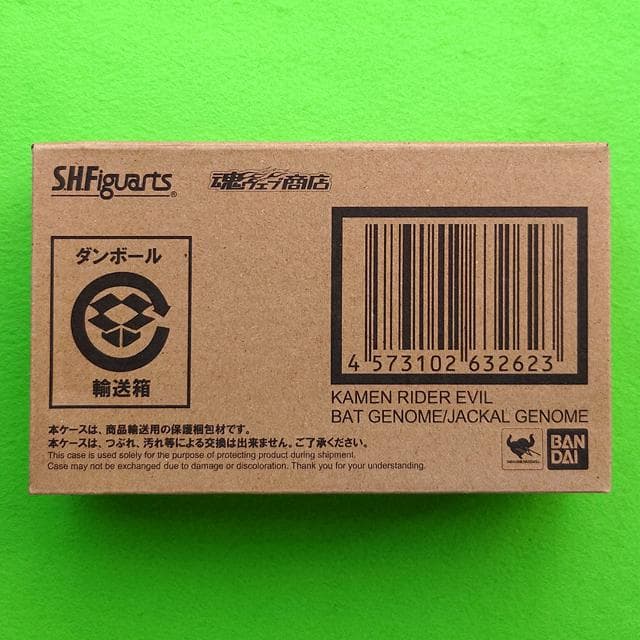 S.H.Figuarts®
魂ウェブ商店
ダンボール
輸送箱
4 573102 632623
KAMEN RIDER EVIL
BAT GENOME/JACKAL GENOME
本ケースは、商品輸送用の保護梱包材です。
本ケースは、つぶれ、汚れ等による交換は出来ません。ご了承ください。
This case is used solely for the purpose of protecting product during shipment.
Case may not be exchanged due to damage or discoloration. Thank you for your understanding.
BAN
DAI